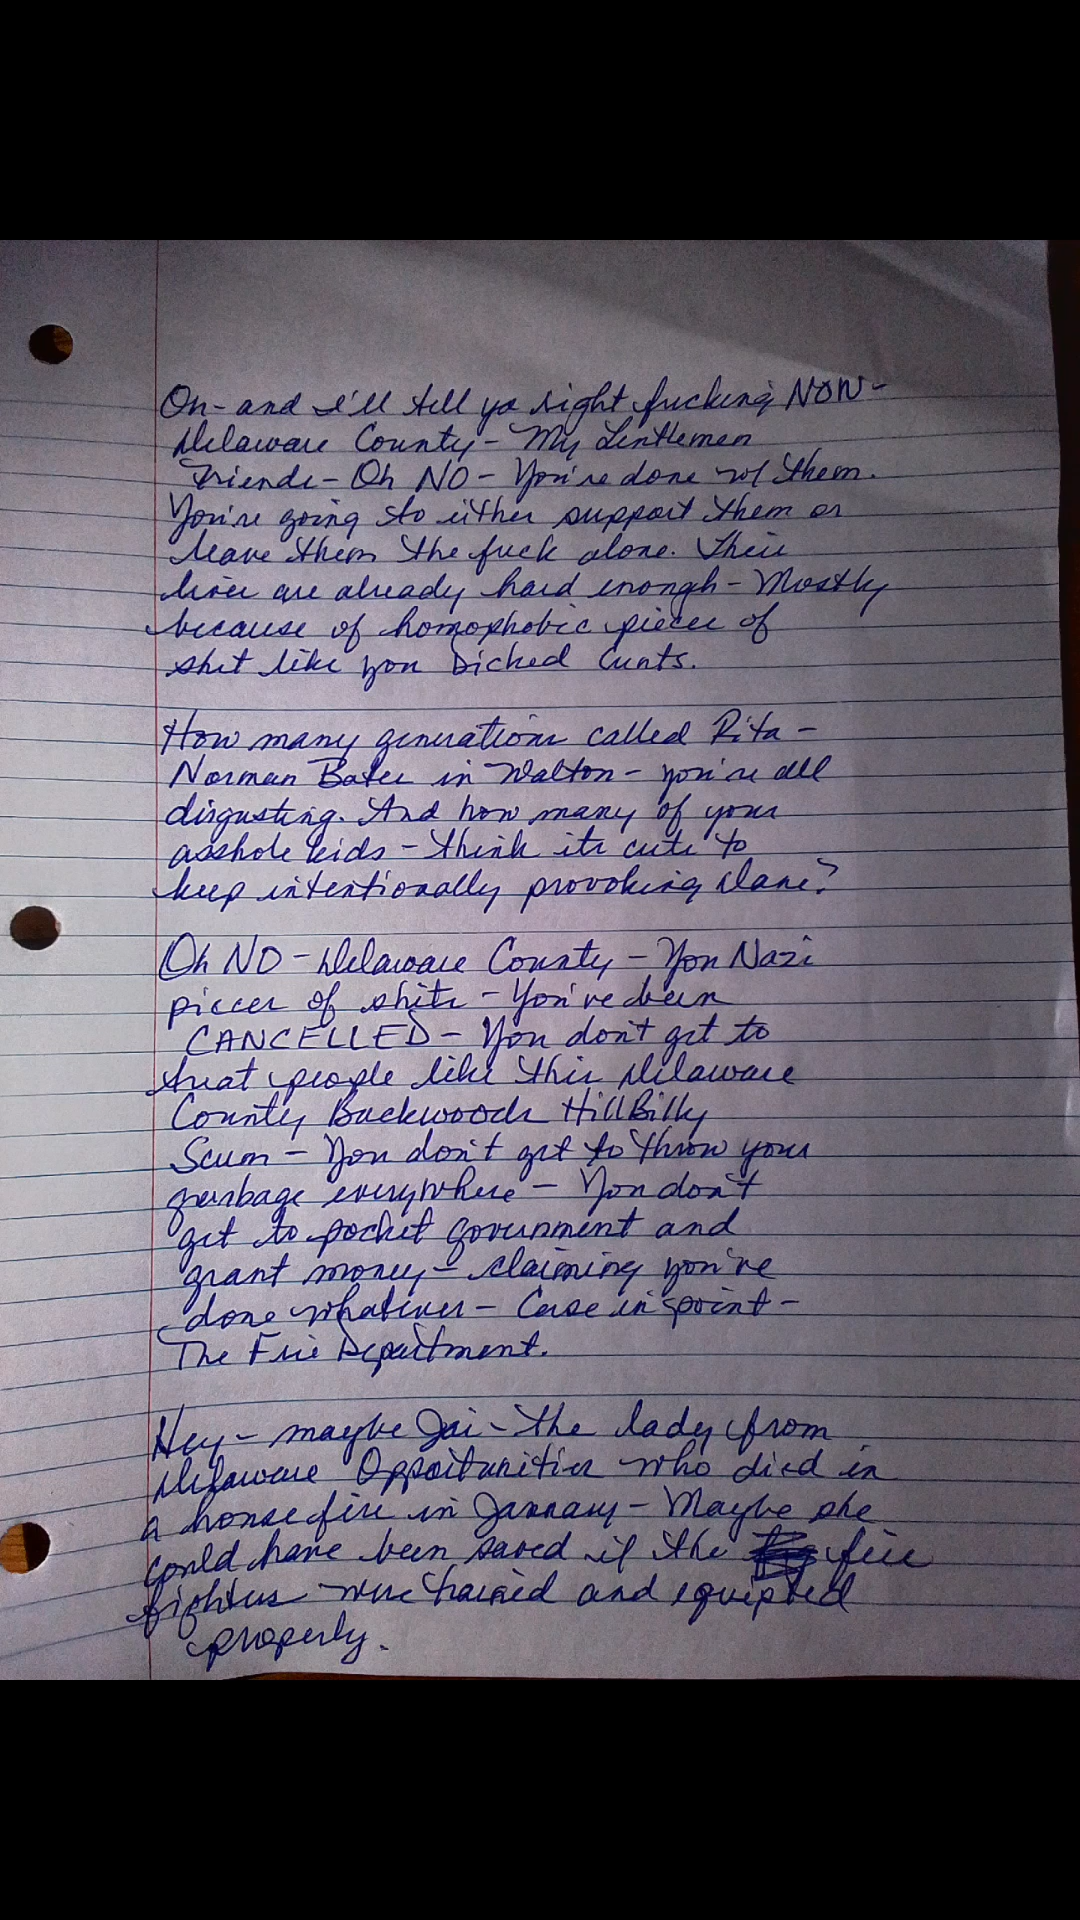 Oh - and I'll tell ya right fucking NOW -
Delaware County - My Gentlemen
Friends - Oh NO - You're done w/ them.
You're going to either support them or
leave them the fuck alone. Their
lives are already hard enough - Mostly
because of homophobic pieces of
shit like you Dicked Cunts.
How many generations called Rita -
Norman Bates in Walton - you're all
disgusting. And how many of your
asshole kids - think its cute to
keep intentionally provoking Dane?
Oh NO - Delaware County - You Nazi
pieces of shits - You've been
CANCELLED - You don't get to
treat people like this Delaware
County Backwoods HillBilly
Scum - You don't get to throw your
garbage everywhere - You don't
get to pocket government and
grant money - claiming you've
done whatever - Case in point -
The Fire Department.
Hey - maybe Jai - the lady from
Delaware Opportunities who died in
a house fire in January - Maybe she
could have been saved if the fire
fighters were trained and equipted
properly.